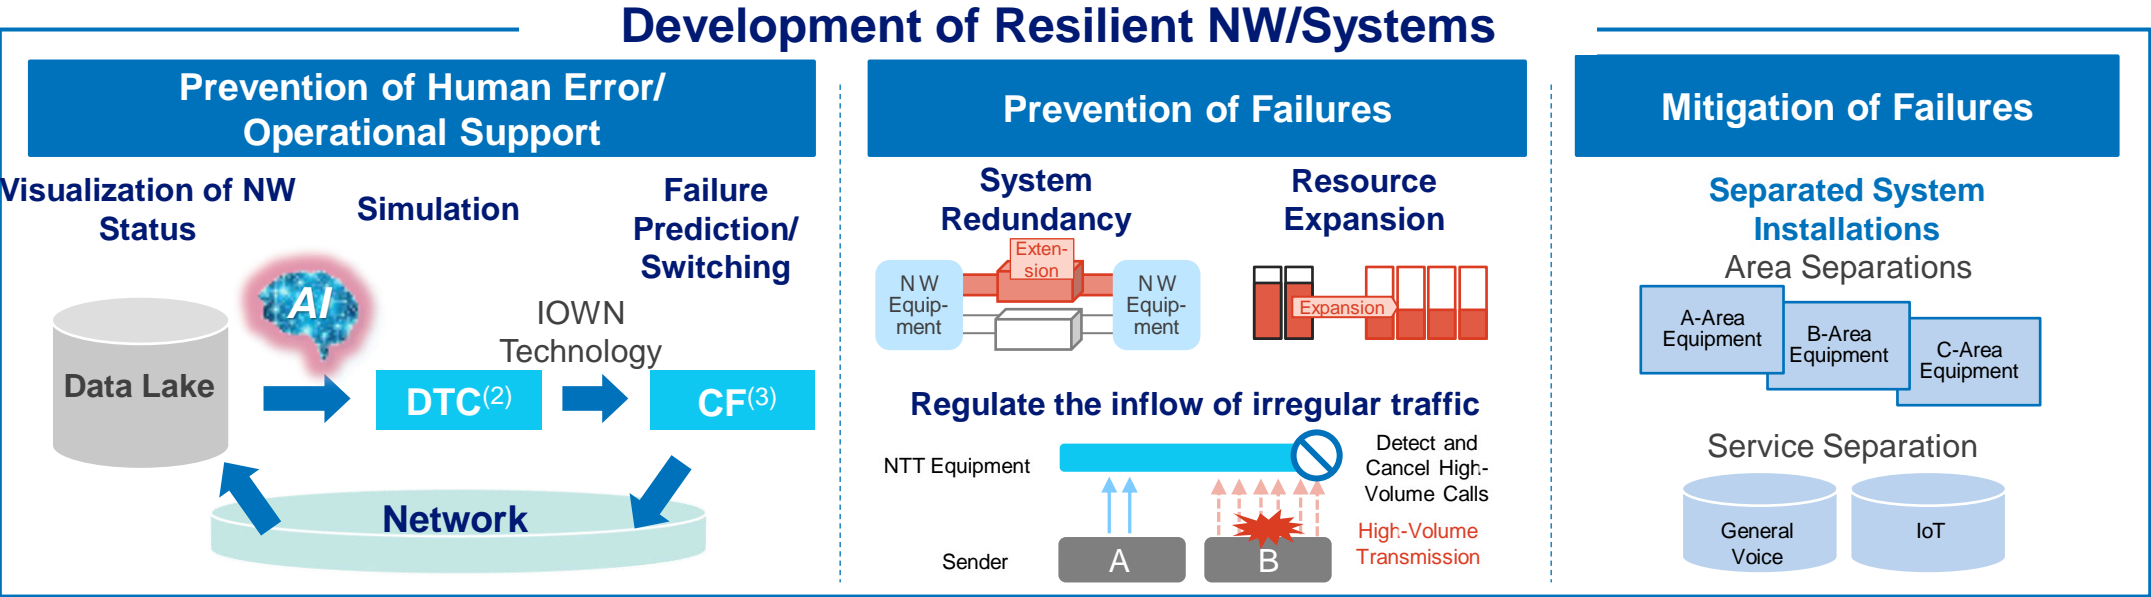 Development of Resilient NW/Systems
Prevention of Human Error/
Operational Support
Visualization of NW
Status
Simulation
Failure
Prediction/
Switching
AI
IOWN
Technology
Data Lake
DTC(2)
CF(3)
Network
Prevention of Failures
System
Redundancy
NW
Equip-
ment
Exten-
sion
NW
Equip-
ment
Resource
Expansion
Expansion
Regulate the inflow of irregular traffic
NTT Equipment
Detect and
Cancel High-
Volume Calls
High-Volume
Transmission
Sender
A
B
Mitigation of Failures
Separated System
Installations
Area Separations
A-Area
Equipment
B-Area
Equipment
C-Area
Equipment
Service Separation
General
Voice
IoT